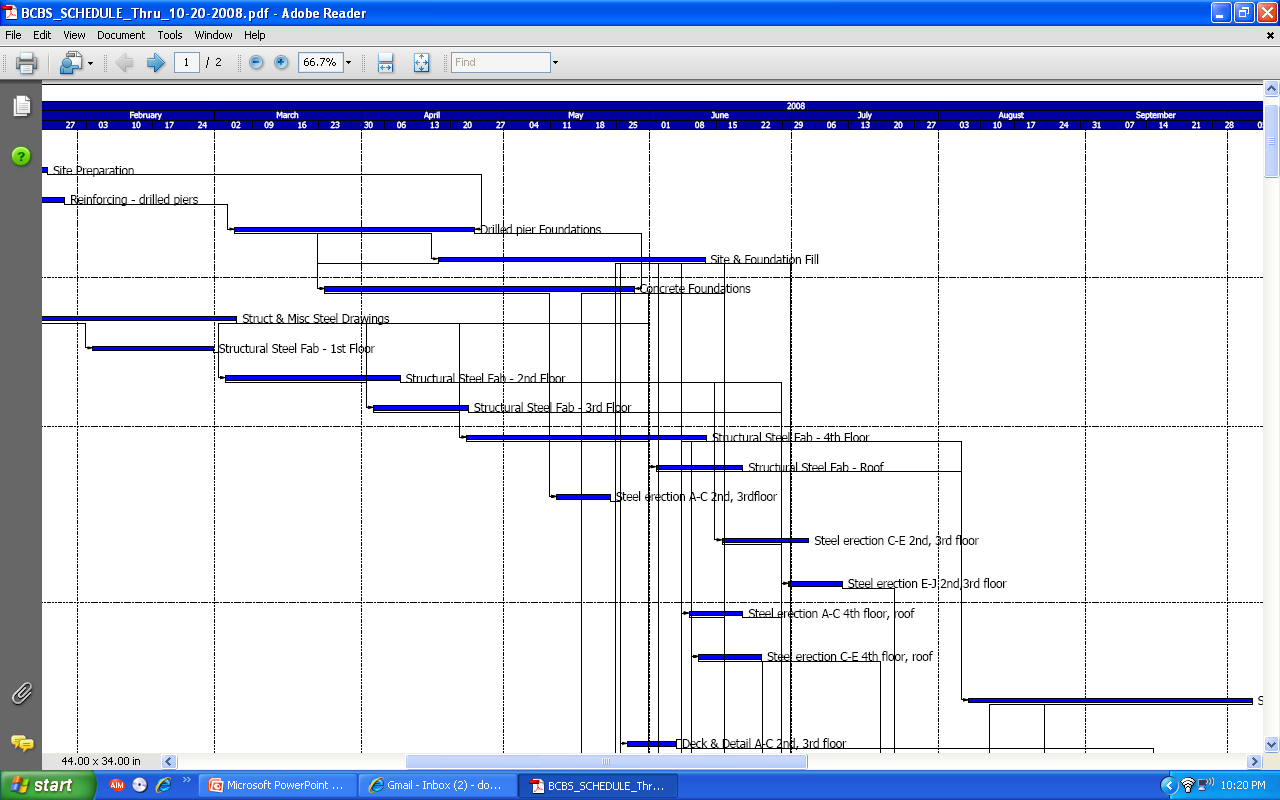 BCBS_SCHEDULE_Thru_10-20-2008.pdf - Adobe Reader
File Edit View Document Tools Window Help
1 / 2 66.7% Find
2008
February March April May June July August September
27 03 10 17 24 02 09 16 23 30 06 13 20 27 04 11 18 25 01 08 15 22 29 06 13 20 27 03 10 17 24 31 07 14 21 28
Site Preparation
Reinforcing - drilled piers
Drilled pier Foundations
Site & Foundation Fill
Concrete Foundations
Struct & Misc Steel Drawings
Structural Steel Fab - 1st Floor
Structural Steel Fab - 2nd Floor
Structural Steel Fab - 3rd Floor
Structural Steel Fab - 4th Floor
Structural Steel Fab - Roof
Steel erection A-C 2nd, 3rdfloor
Steel erection C-E 2nd, 3rd floor
Steel erection E-J 2nd,3rd floor
Steel erection A-C 4th floor, roof
Steel erection C-E 4th floor, roof
Deck & Detail A-C 2nd, 3rd floor
44.00 x 34.00 in
start AIM Microsoft PowerPoint ... Gmail - Inbox (2) - do... BCBS_SCHEDULE_Thr... 10:20 PM